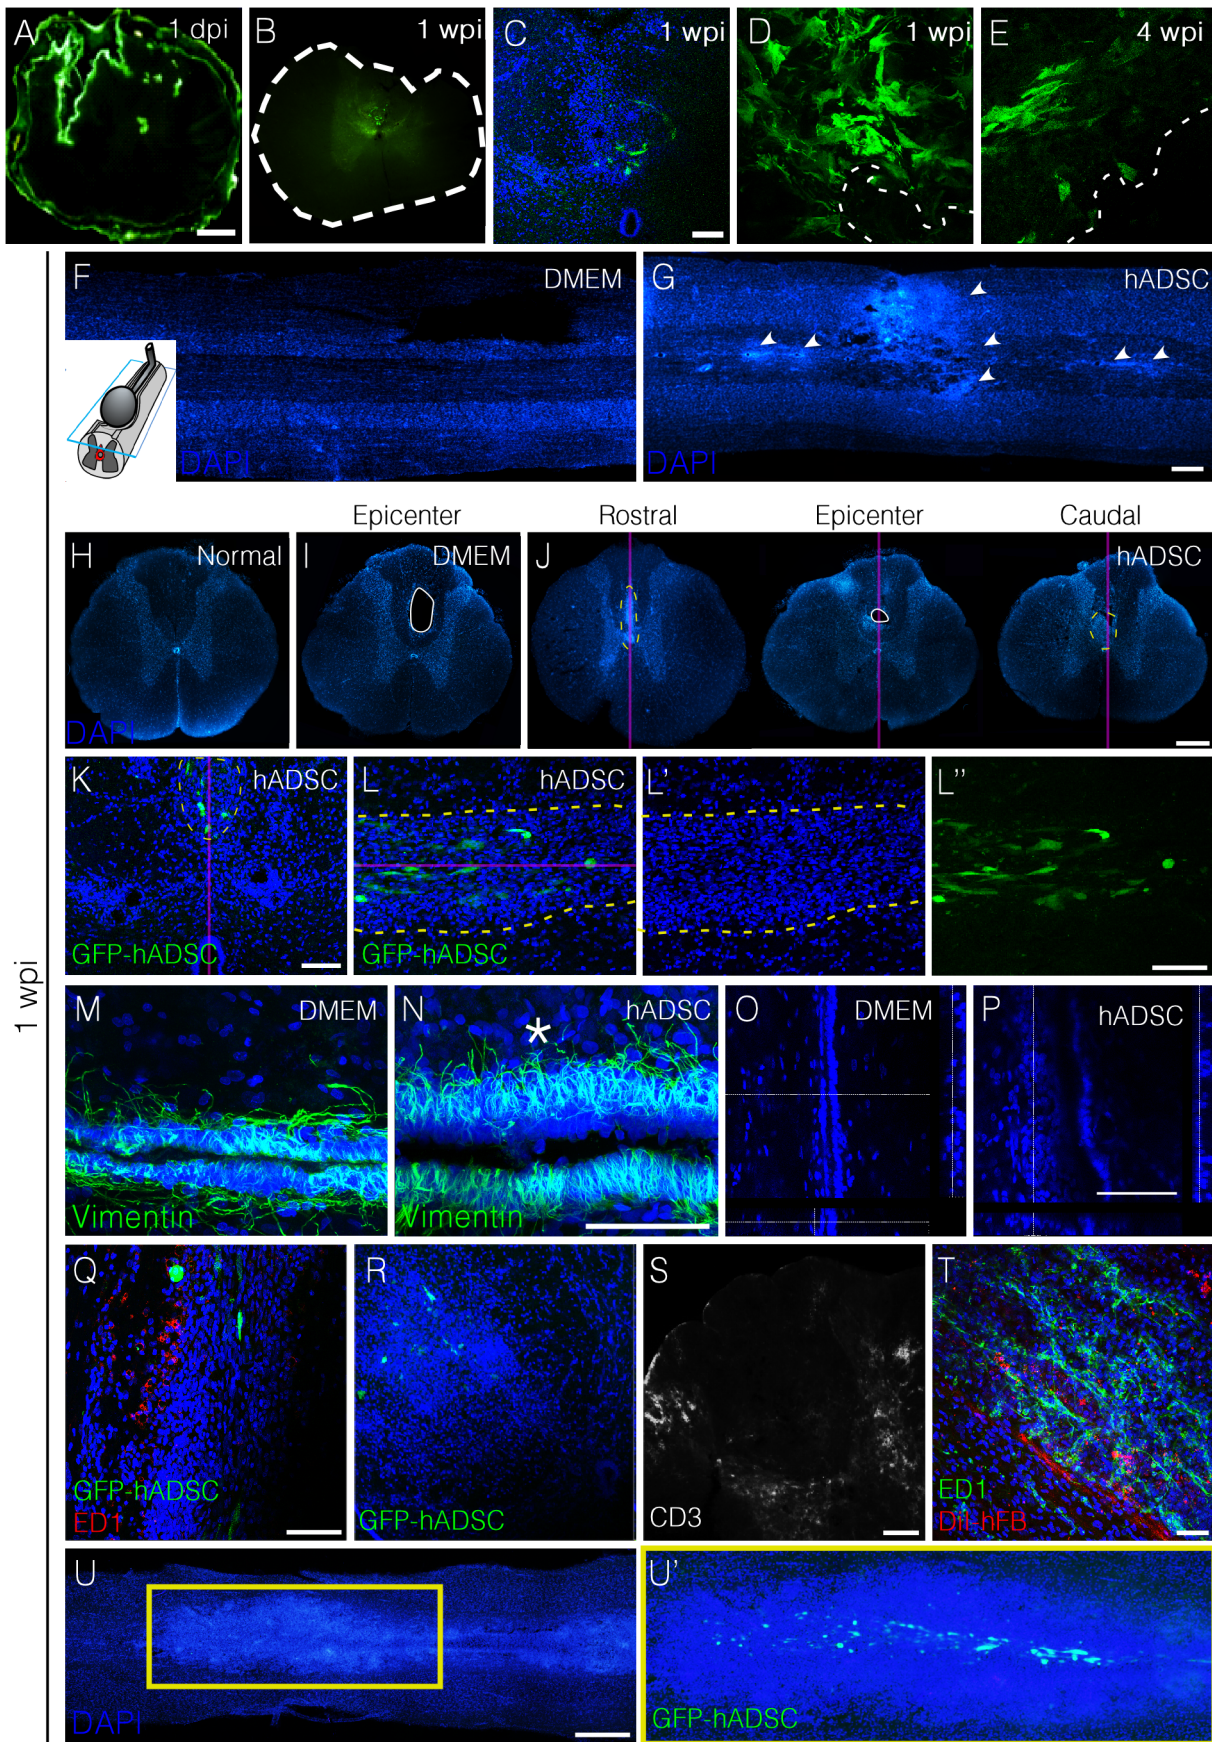 A 1 dpi
B 1 wpi
C 1 wpi
D 1 wpi
E 4 wpi
F DMEM
DAPI
G hADSC
DAPI
Epicenter Rostral Epicenter Caudal
H Normal
DAPI
I DMEM
J hADSC
K hADSC
GFP-hADSC
L hADSC
GFP-hADSC
L'
L''
1 wpi
M DMEM
Vimentin
N hADSC
*
Vimentin
O DMEM
P hADSC
Q
GFP-hADSC
ED1
R
GFP-hADSC
S
CD3
T
ED1
DiI-hFB
U
DAPI
U'
GFP-hADSC